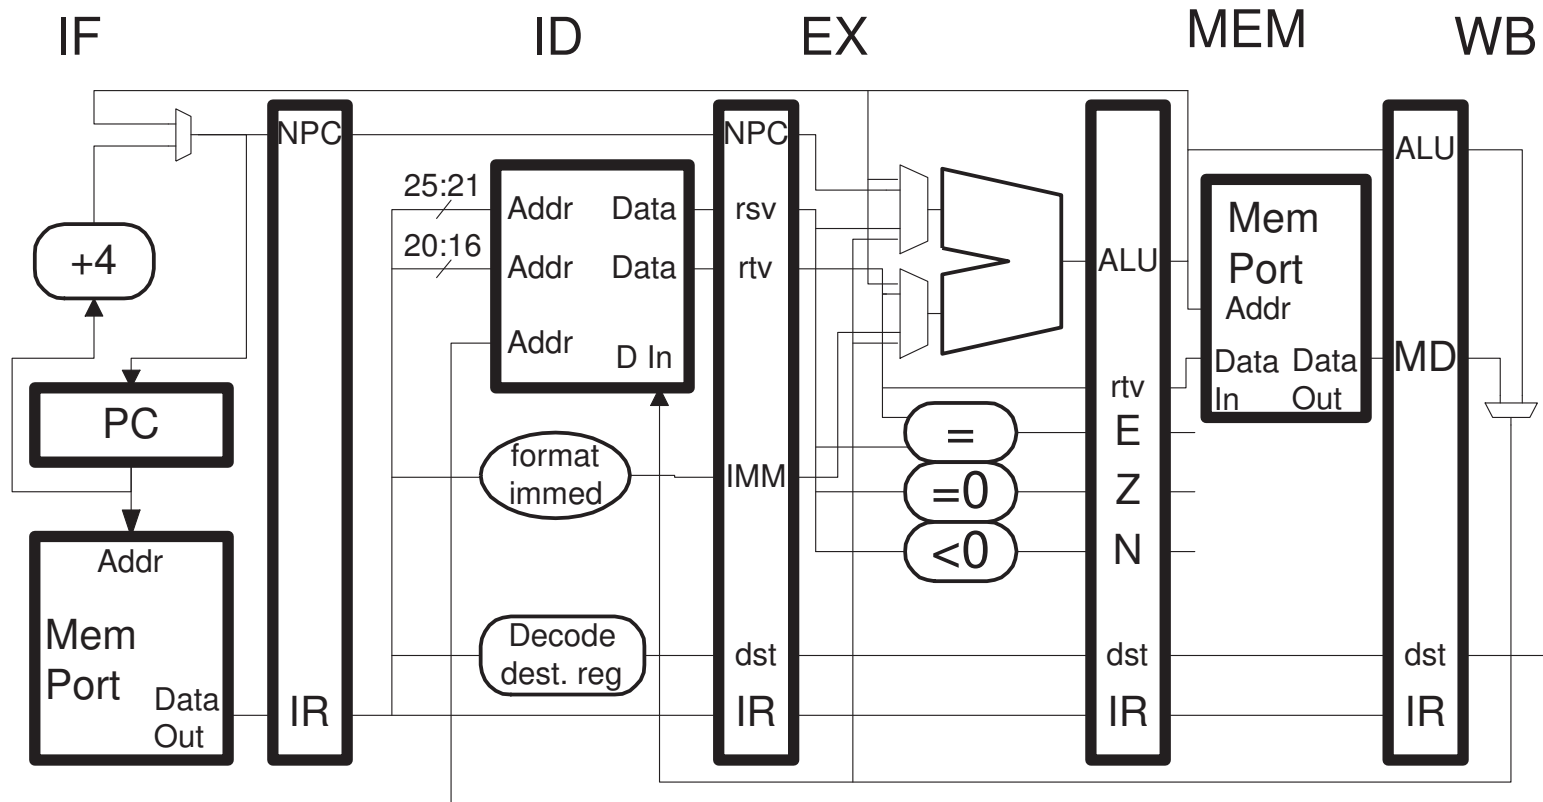 IF ID EX MEM WB
NPC
NPC
ALU
25:21
Addr Data
rsv
20:16
Addr Data
rtv
Mem
Port
+4
ALU
Addr
Addr
D In
Data
In
Data
Out
MD
rtv
PC
=
E
format
immed
IMM
=0
Z
<0
N
Addr
Mem
Port
Data
Out
Decode
dest. reg
dst
dst
dst
IR
IR
IR
IR